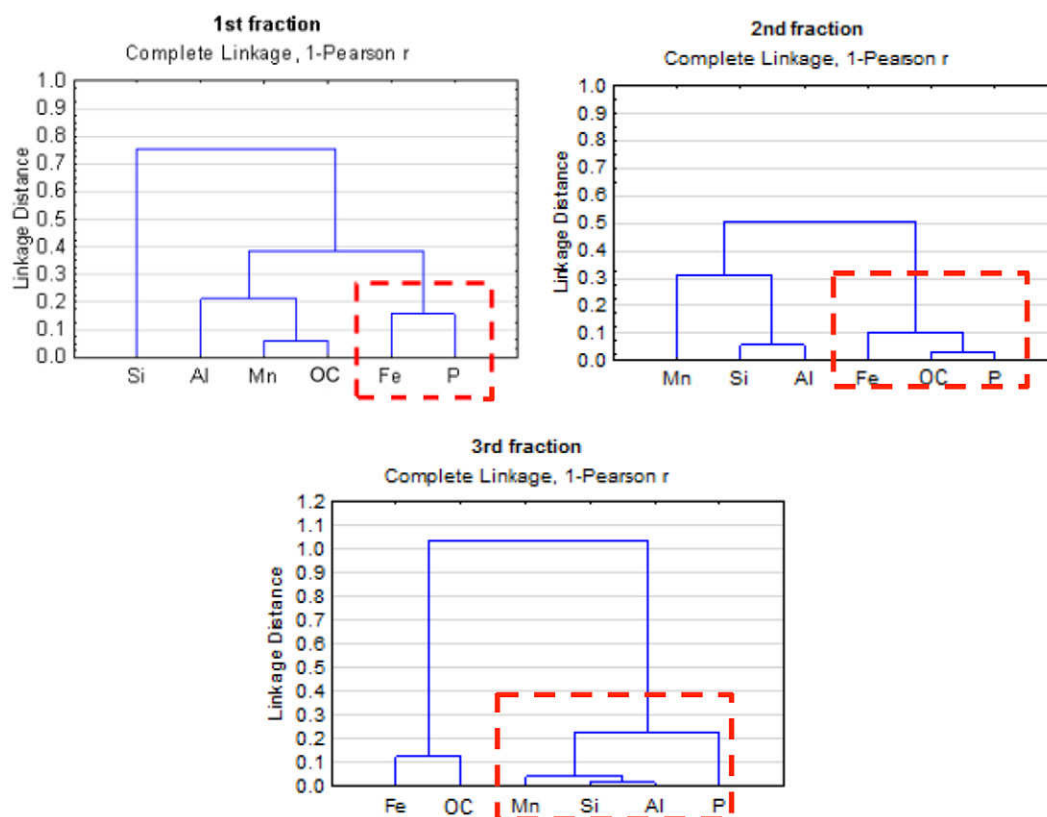 1st fraction
Complete Linkage, 1-Pearson r
Linkage Distance
1.0
0.9
0.8
0.7
0.6
0.5
0.4
0.3
0.2
0.1
0.0
Si Al Mn OC Fe P
2nd fraction
Complete Linkage, 1-Pearson r
Linkage Distance
1.0
0.9
0.8
0.7
0.6
0.5
0.4
0.3
0.2
0.1
0.0
Mn Si Al Fe OC P
3rd fraction
Complete Linkage, 1-Pearson r
Linkage Distance
1.2
1.1
1.0
0.9
0.8
0.7
0.6
0.5
0.4
0.3
0.2
0.1
0.0
Fe OC Mn Si Al P